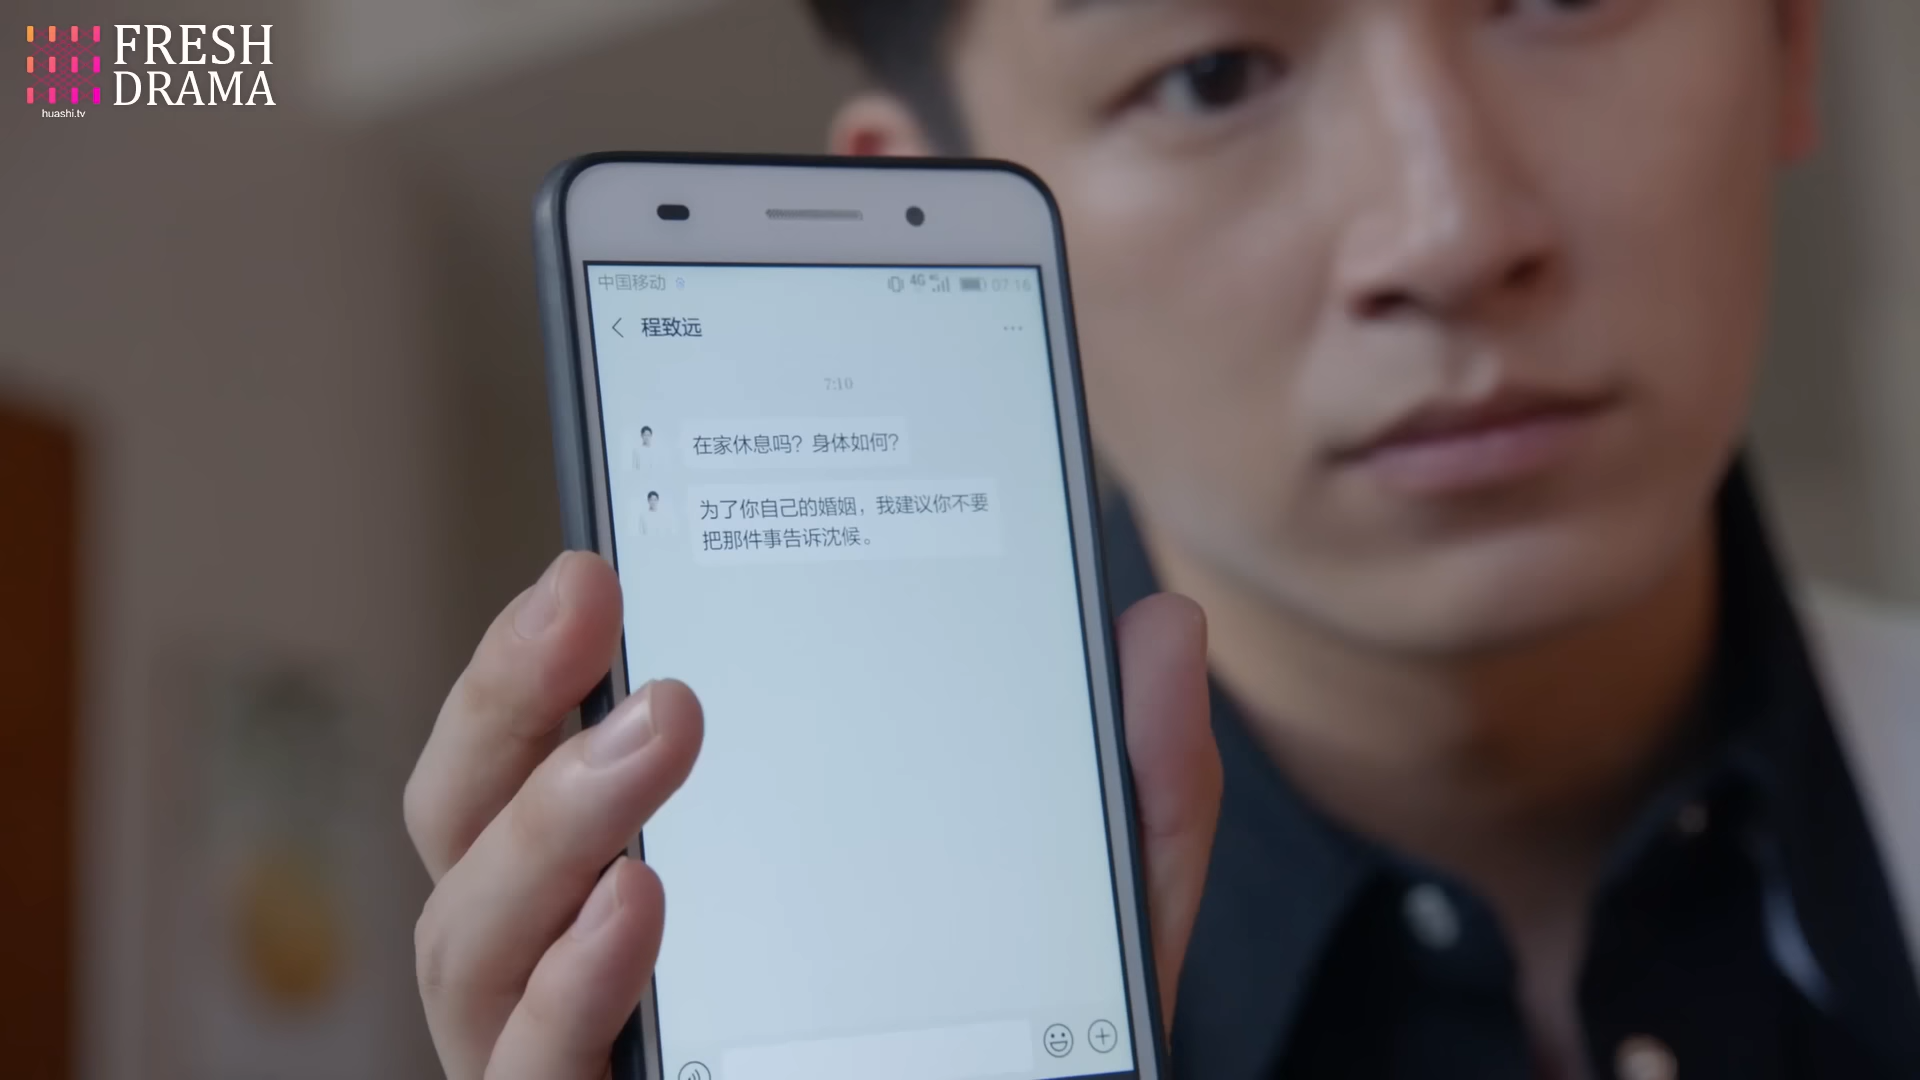 FRESH
DRAMA
huashi.tv
中国移动
4G 07:16
程致远
7:10
在家休息吗？身体如何？
为了你自己的婚姻，我建议你不要
把那件事告诉沈候。